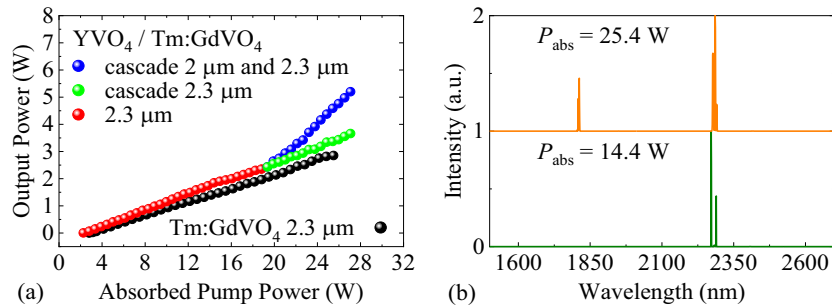 YVO₄ / Tm:GdVO₄
cascade 2 μm and 2.3 μm
cascade 2.3 μm
2.3 μm
Tm:GdVO₄ 2.3 μm
Output Power (W)
7
6
5
4
3
2
1
0
0 4 8 12 16 20 24 28 32
Absorbed Pump Power (W)
(a)
Pabs = 25.4 W
Pabs = 14.4 W
Intensity (a.u.)
2
1
0
1600 1850 2100 2350 2600
Wavelength (nm)
(b)